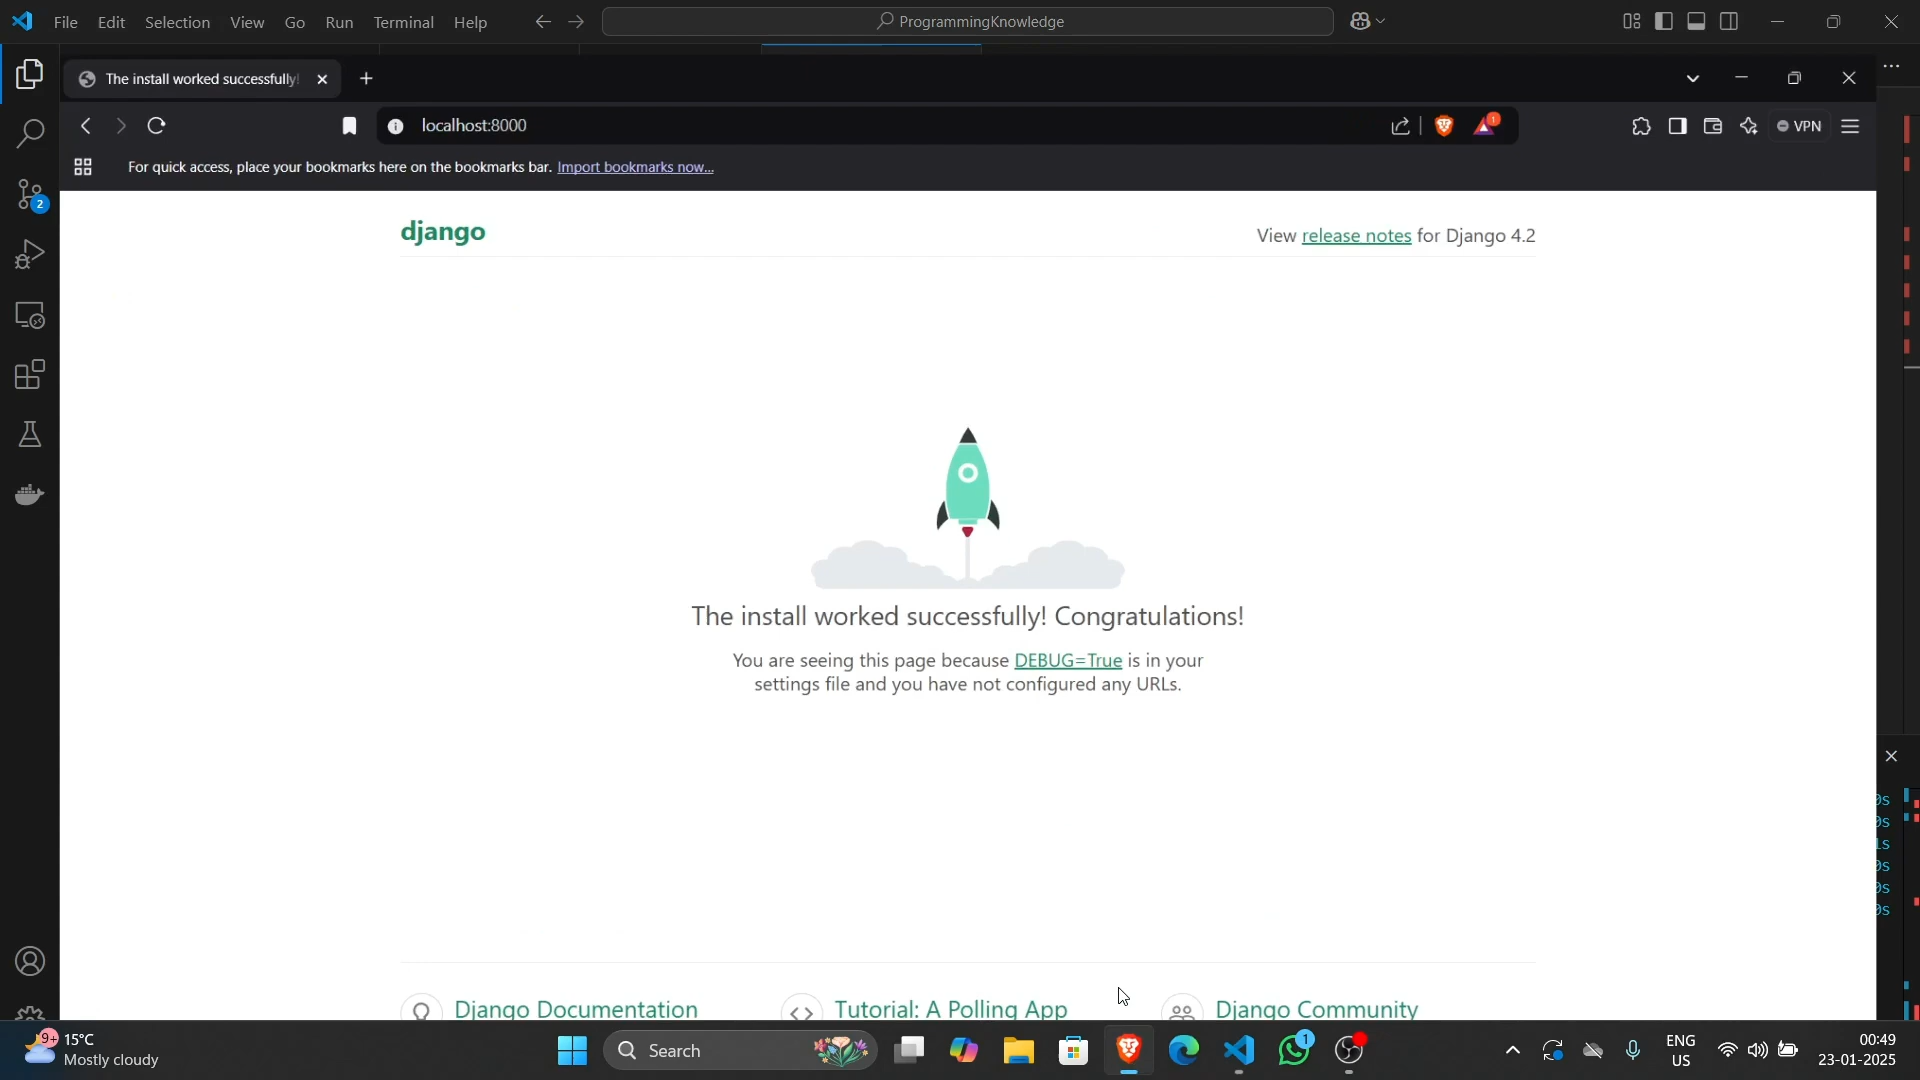 File Edit Selection View Go Run Terminal Help
ProgrammingKnowledge
The install worked successfully!
localhost:8000
1
VPN
For quick access, place your bookmarks here on the bookmarks bar. Import bookmarks now...
2
django
View release notes for Django 4.2
The install worked successfully! Congratulations!
You are seeing this page because DEBUG=True is in your
settings file and you have not configured any URLs.
Django Documentation
Tutorial: A Polling App
Django Community
9+
15°C
Mostly cloudy
Search
1
ENG
US
00:49
23-01-2025